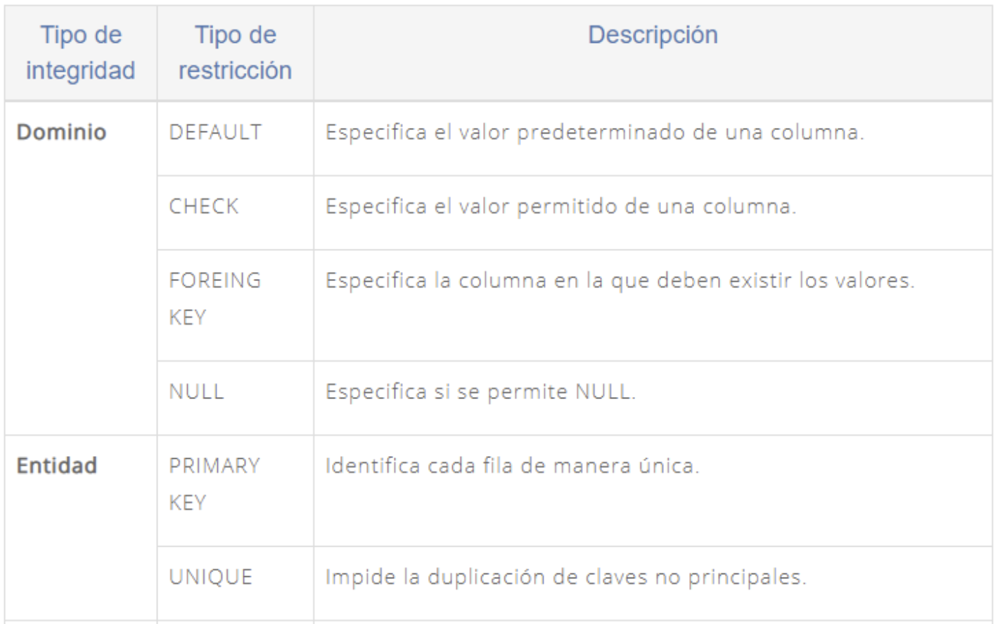 Tipo de integridad
Tipo de restricción
Descripción
Dominio
DEFAULT
Especifica el valor predeterminado de una columna.
CHECK
Especifica el valor permitido de una columna.
FOREING KEY
Especifica la columna en la que deben existir los valores.
NULL
Especifica si se permite NULL.
Entidad
PRIMARY KEY
Identifica cada fila de manera única.
UNIQUE
Impide la duplicación de claves no principales.